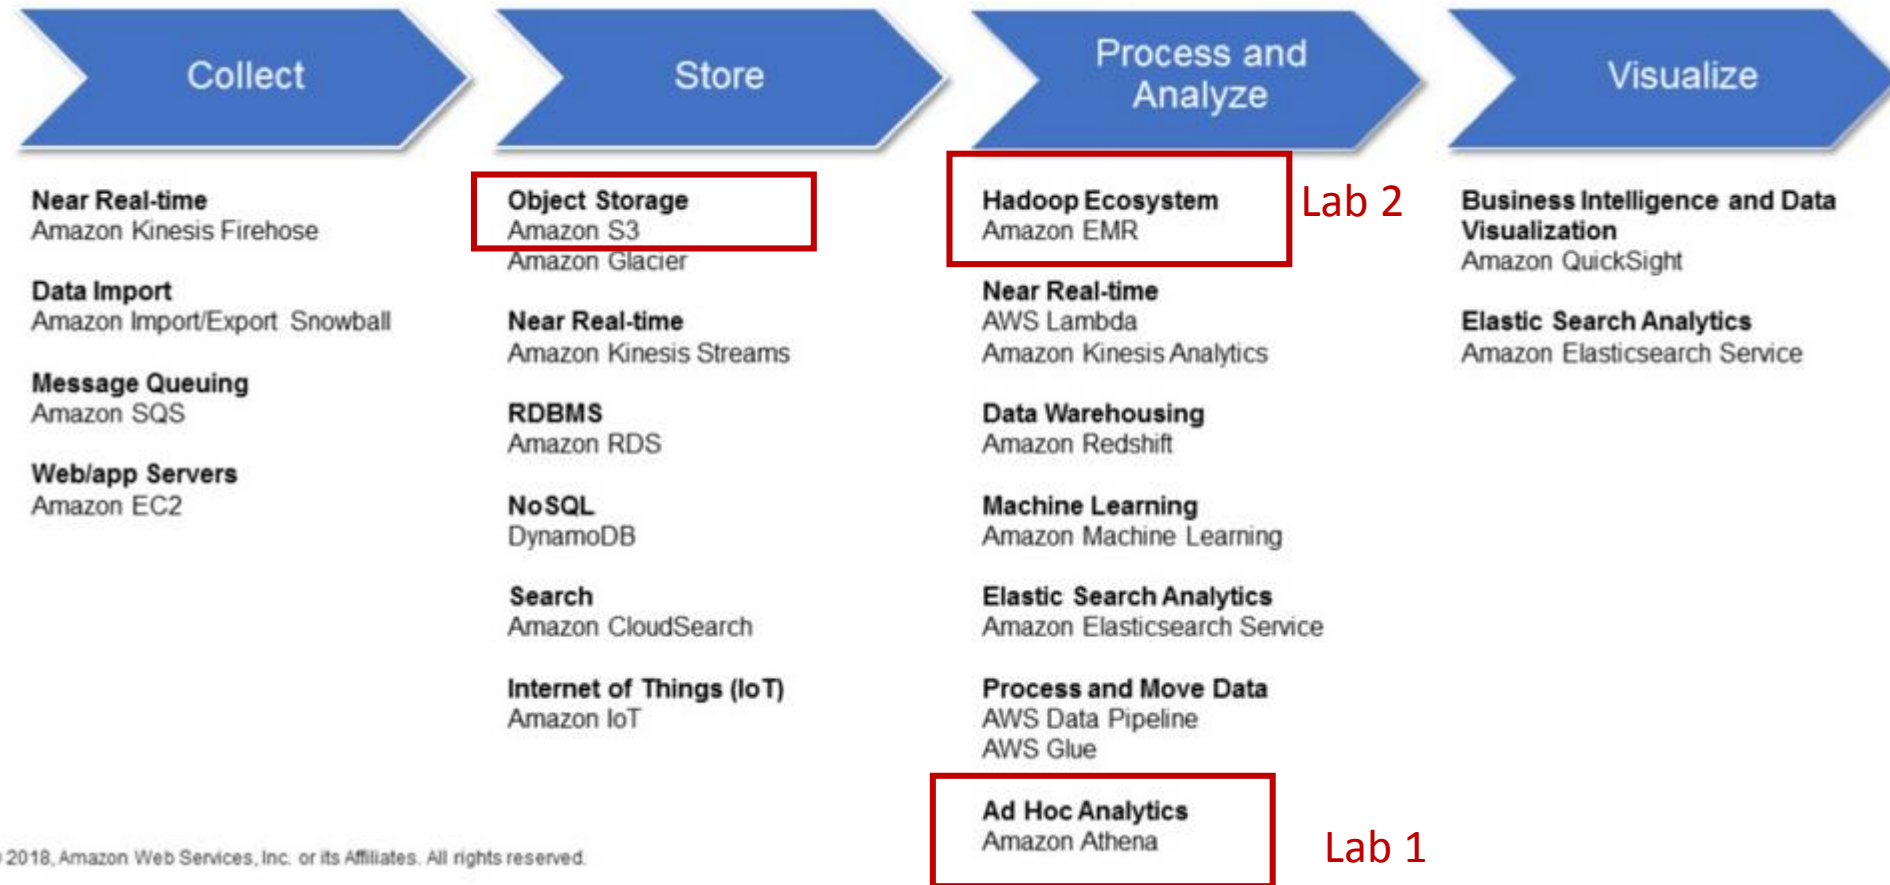 Collect
Near Real-time
Amazon Kinesis Firehose
Data Import
Amazon Import/Export Snowball
Message Queuing
Amazon SQS
Web/app Servers
Amazon EC2
Store
Object Storage
Amazon S3
Amazon Glacier
Near Real-time
Amazon Kinesis Streams
RDBMS
Amazon RDS
NoSQL
DynamoDB
Search
Amazon CloudSearch
Internet of Things (IoT)
Amazon IoT
Process and
Analyze
Hadoop Ecosystem
Amazon EMR
Lab 2
Near Real-time
AWS Lambda
Amazon Kinesis Analytics
Data Warehousing
Amazon Redshift
Machine Learning
Amazon Machine Learning
Elastic Search Analytics
Amazon Elasticsearch Service
Process and Move Data
AWS Data Pipeline
AWS Glue
Ad Hoc Analytics
Amazon Athena
Lab 1
Visualize
Business Intelligence and Data
Visualization
Amazon QuickSight
Elastic Search Analytics
Amazon Elasticsearch Service
2018, Amazon Web Services, Inc. or its Affiliates. All rights reserved.